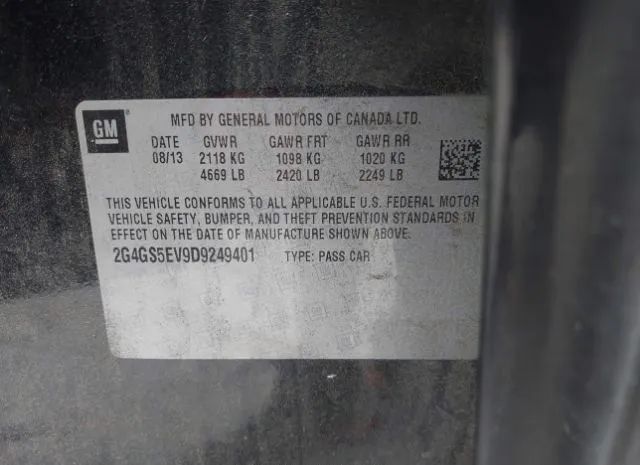 GM
MFD BY GENERAL MOTORS OF CANADA LTD.
DATE GVWR GAWR FRT GAWR RR
08/13 2118 KG 1098 KG 1020 KG
4669 LB 2420 LB 2249 LB
THIS VEHICLE CONFORMS TO ALL APPLICABLE U.S. FEDERAL MOTOR
VEHICLE SAFETY, BUMPER, AND THEFT PREVENTION STANDARDS IN
EFFECT ON THE DATE OF MANUFACTURE SHOWN ABOVE.
2G4GS5EV9D9249401 TYPE: PASS CAR